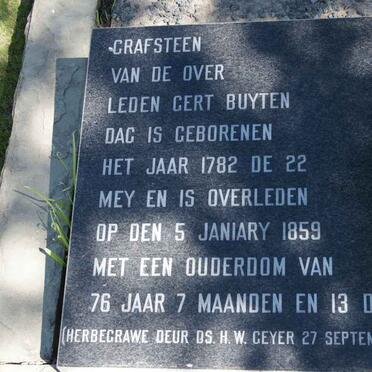 GRAFSTEEN
VAN DE OVER
LEDEN GERT BUYTEN
DAG IS GEBORENEN
HET JAAR 1782 DE 22
MEY EN IS OVERLEDEN
OP DEN 5 JANIARY 1859
MET EEN OUDERDOM VAN
76 JAAR 7 MAANDEN EN 13 D
(HERBEGRAWE DEUR DS. H.W. GEYER 27 SEPTEM